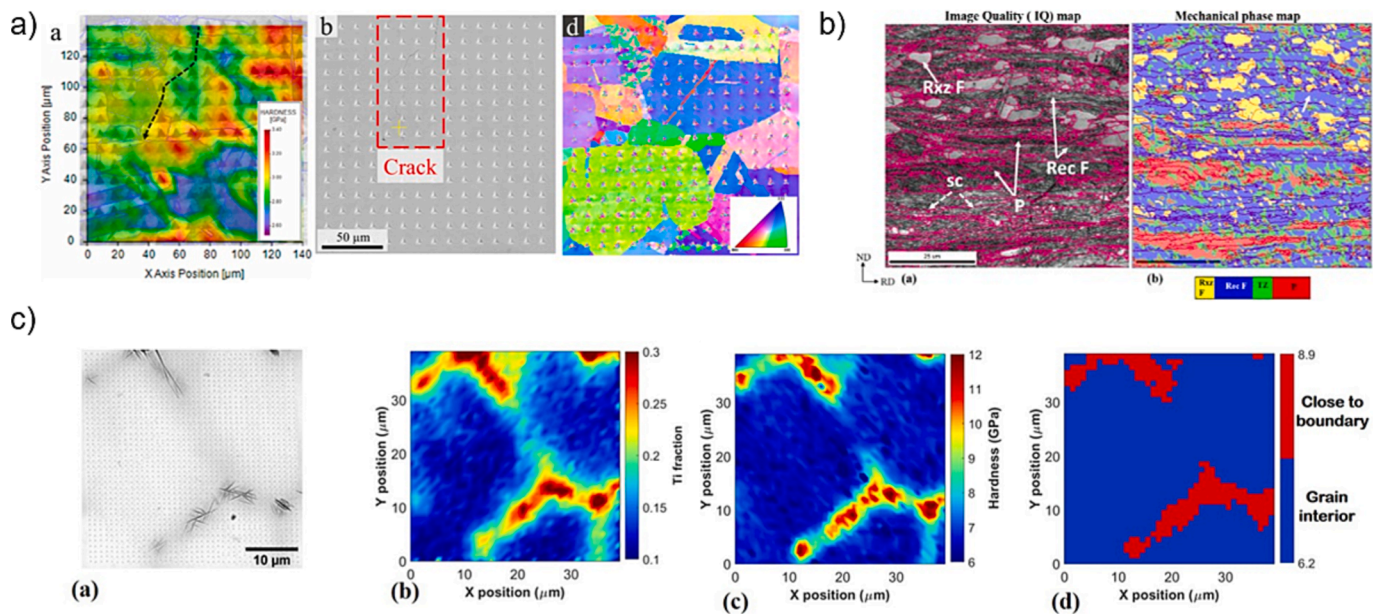 a)
a
Y Axis Position [µm]
140
120
100
80
60
40
20
0
0 20 40 60 80 100 120 140
X Axis Position [µm]
HARDNESS
[GPa]
b
Crack
50 µm
d
b)
Image Quality ( IQ) map
Mechanical phase map
Rxz F
Rec F
SC
P
25 µm
ND
RD
(a)
(b)
Rxz
F
Rec F
TZ
P
c)
10 µm
(a)
Y position (µm)
30
20
10
0
0 10 20 30
X position (µm)
0.3
0.25
0.2
0.15
0.1
Ti fraction
(b)
Y position (µm)
30
20
10
0
0 10 20 30
X position (µm)
12
11
10
9
8
7
6
Hardness (GPa)
(c)
Y position (µm)
30
20
10
0
0 10 20 30
X position (µm)
8.9
Close to
boundary
Grain
interior
6.2
(d)